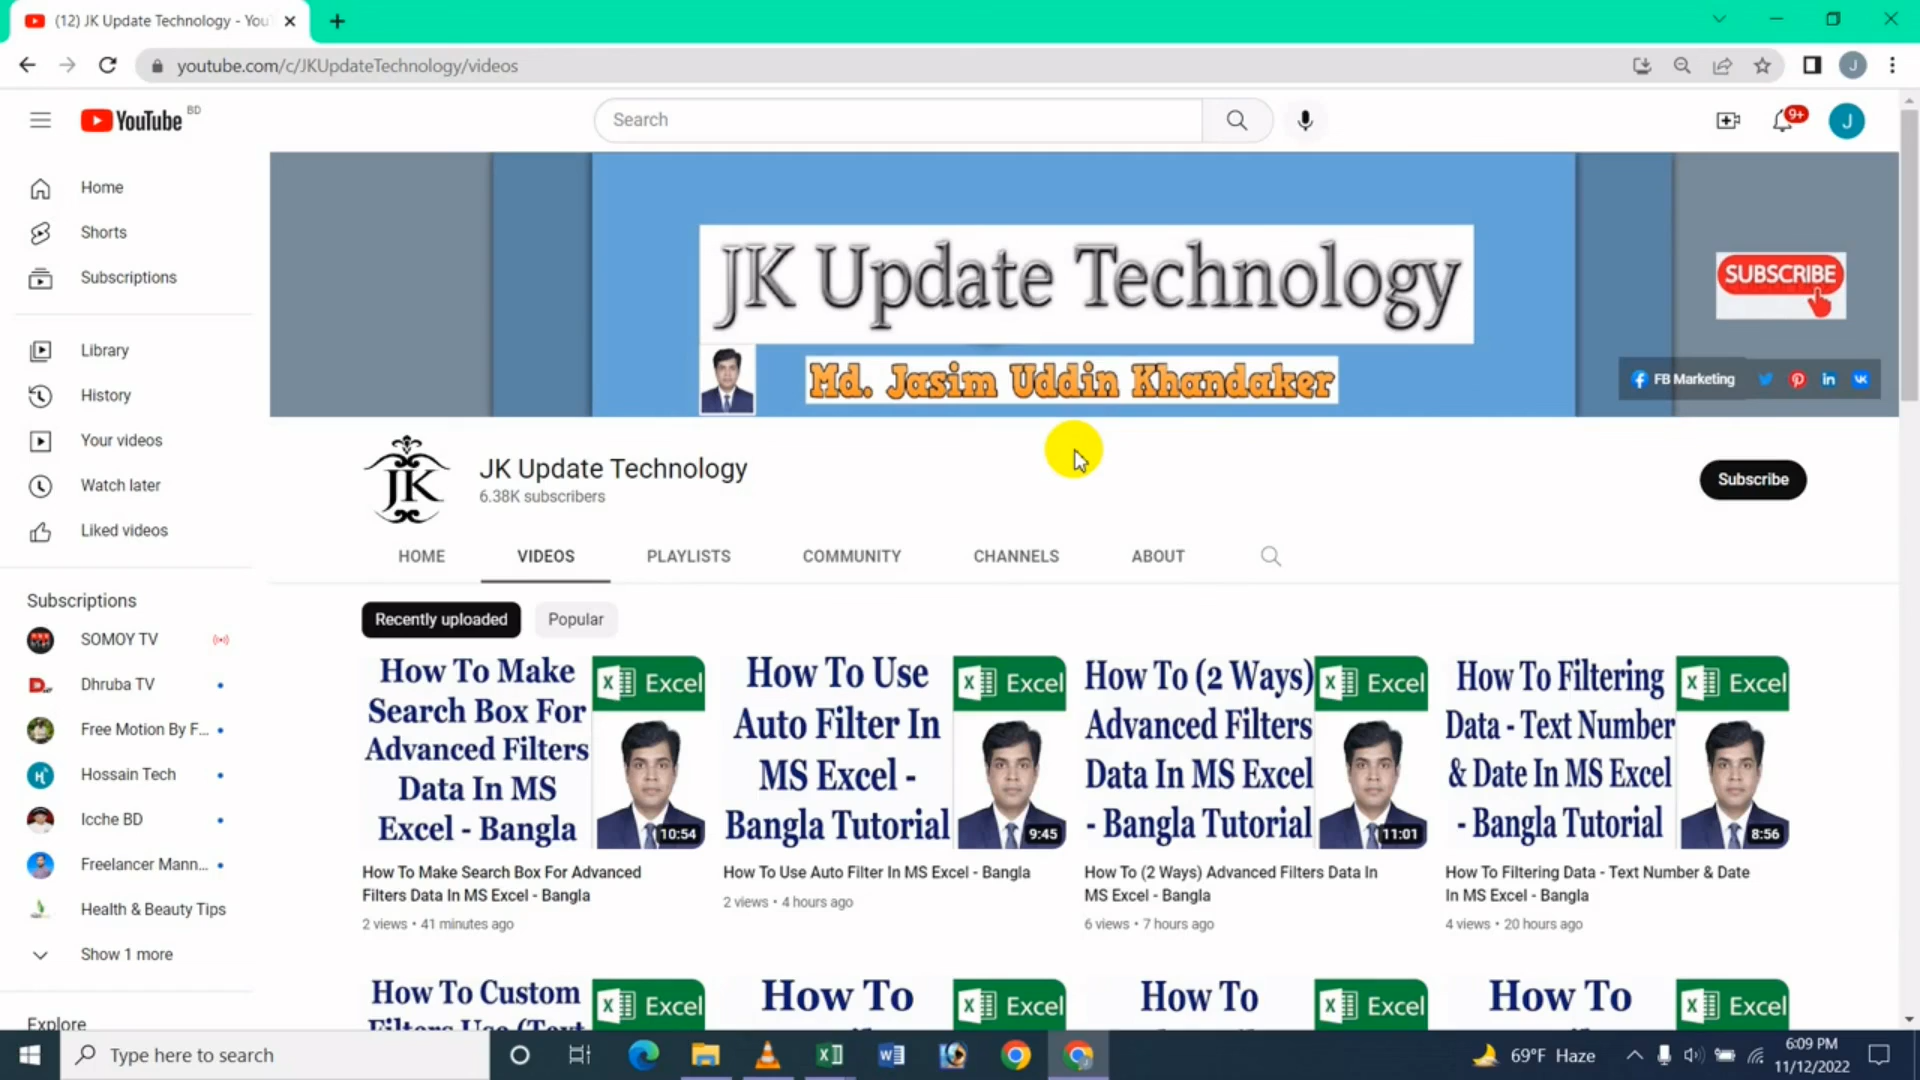 (12) JK Update Technology - You
youtube.com/c/JKUpdateTechnology/videos
J
YouTube BD
Search
9+
J
Home
Shorts
Subscriptions
Library
History
Your videos
Watch later
Liked videos
Subscriptions
SOMOY TV
Dhruba TV
Free Motion By F...
Hossain Tech
Icche BD
Freelancer Mann...
Health & Beauty Tips
Show 1 more
Explore
JK Update Technology
Md. Jasim Uddin Khandaker
SUBSCRIBE
FB Marketing
JK
JK Update Technology
6.38K subscribers
Subscribe
HOME VIDEOS PLAYLISTS COMMUNITY CHANNELS ABOUT
Recently uploaded Popular
How To Make
Search Box For
Advanced Filters
Data In MS
Excel - Bangla
Excel
10:54
How To Make Search Box For Advanced
Filters Data In MS Excel - Bangla
2 views • 41 minutes ago
How To Use
Auto Filter In
MS Excel -
Bangla Tutorial
Excel
9:45
How To Use Auto Filter In MS Excel - Bangla
2 views • 4 hours ago
How To (2 Ways)
Advanced Filters
Data In MS Excel
- Bangla Tutorial
Excel
11:01
How To (2 Ways) Advanced Filters Data In
MS Excel - Bangla
6 views • 7 hours ago
How To Filtering
Data - Text Number
& Date In MS Excel
- Bangla Tutorial
Excel
8:56
How To Filtering Data - Text Number & Date
In MS Excel - Bangla
4 views • 20 hours ago
How To Custom
Filters Use (Text
Excel
How To
Excel
How To
Excel
How To
Excel
Type here to search
69°F Haze
6:09 PM
11/12/2022